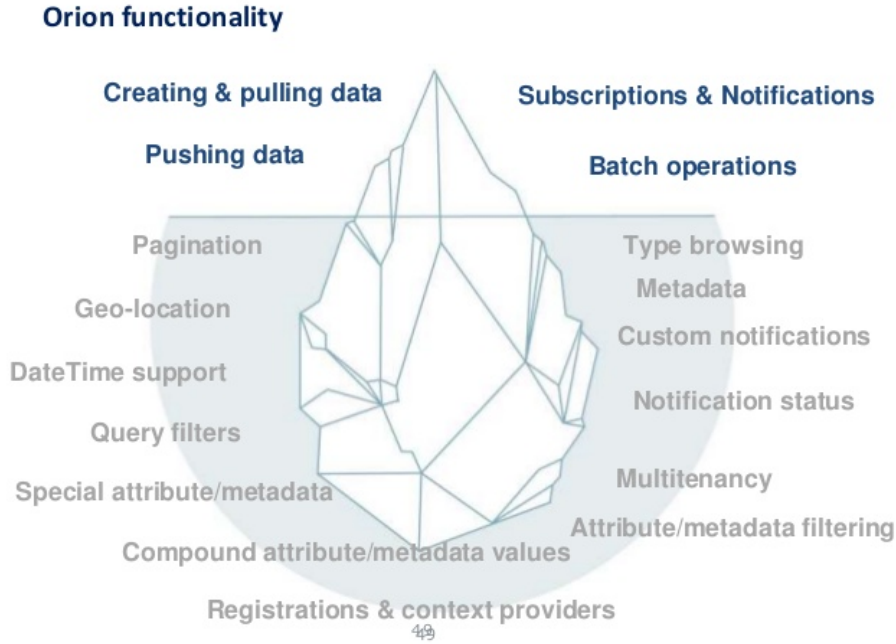 Orion functionality
Creating & pulling data
Subscriptions & Notifications
Pushing data
Batch operations
Pagination
Type browsing
Metadata
Geo-location
Custom notifications
DateTime support
Notification status
Query filters
Multitenancy
Special attribute/metadata
Attribute/metadata filtering
Compound attribute/metadata values
Registrations & context providers
49